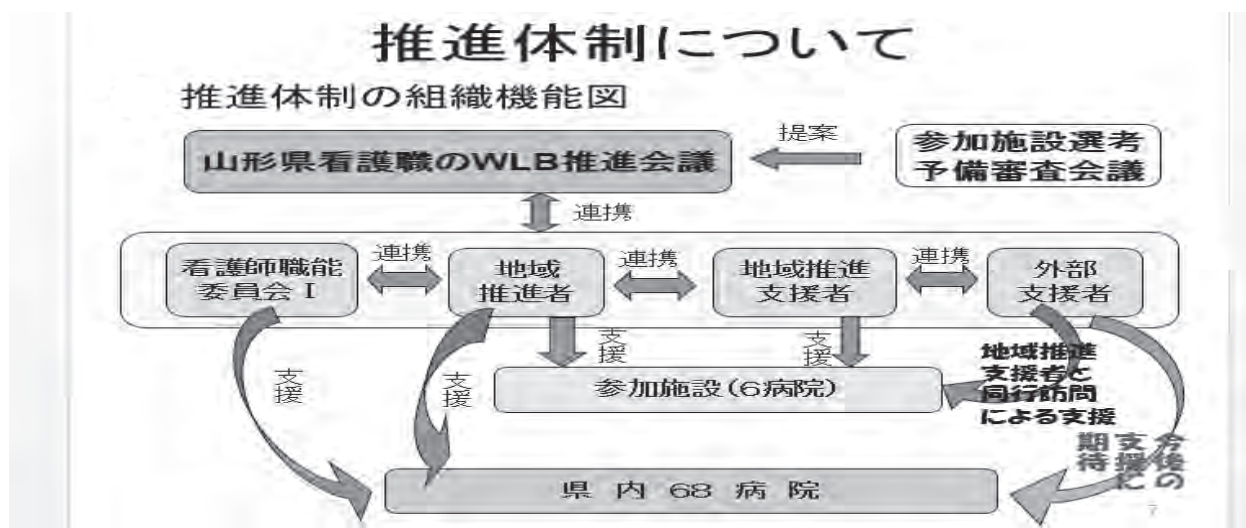 推進体制について
推進体制の組織機能図
山形県看護職のWLB推進会議
提案
参加施設選考
予備審査会議
連携
看護師職能
委員会Ⅰ
連携
地域
推進者
連携
地域推進
支援者
連携
外部
支援者
支援
支援
支援
支援
参加施設(6病院)
地域推進
支援者と
同行訪問
による支援
今後の
支援に
期待
県内68病院
7